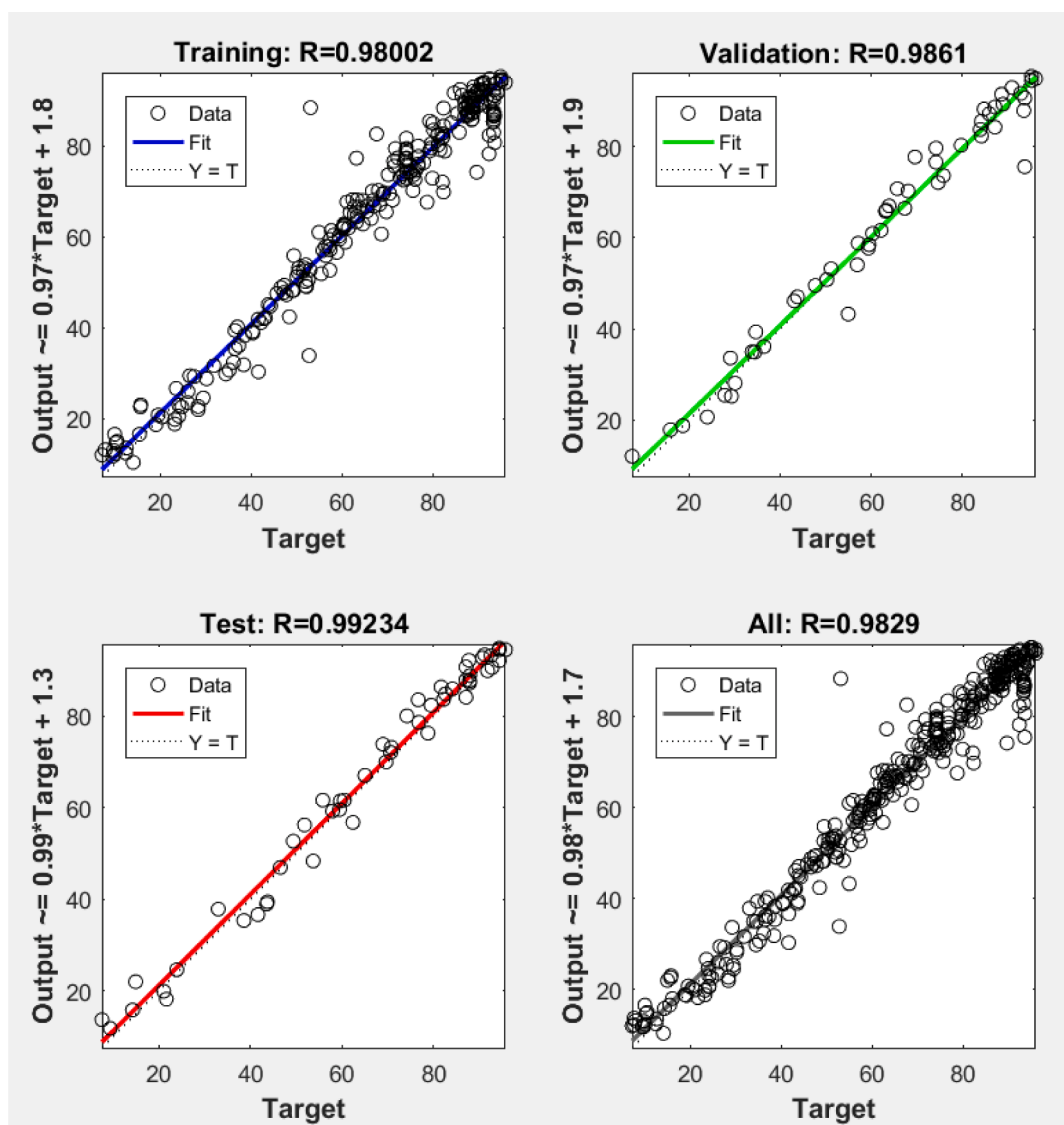 Training: R=0.98002
Output ~= 0.97*Target + 1.8
Data
Fit
Y = T
80
60
40
20
20 40 60 80
Target
Validation: R=0.9861
Output ~= 0.97*Target + 1.9
Data
Fit
Y = T
80
60
40
20
20 40 60 80
Target
Test: R=0.99234
Output ~= 0.99*Target + 1.3
Data
Fit
Y = T
80
60
40
20
20 40 60 80
Target
All: R=0.9829
Output ~= 0.98*Target + 1.7
Data
Fit
Y = T
80
60
40
20
20 40 60 80
Target